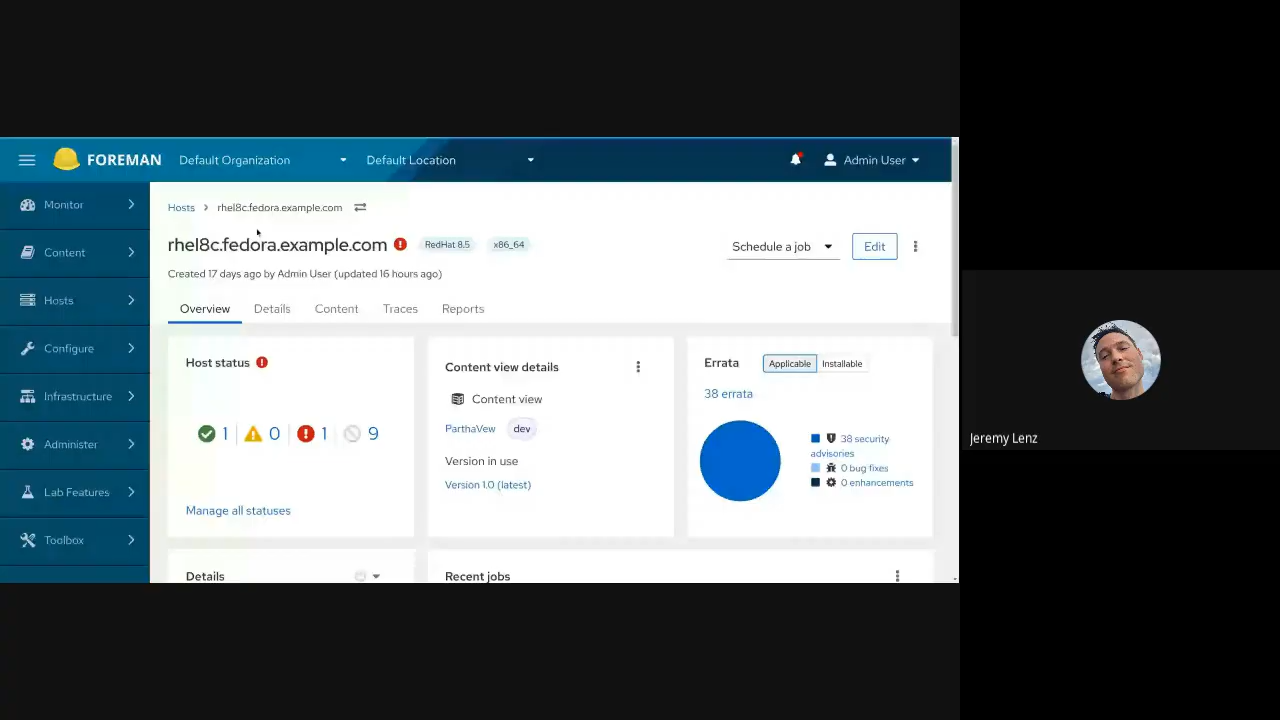 FOREMAN Default Organization Default Location Admin User
Monitor
Content
Hosts
Configure
Infrastructure
Administer
Lab Features
Toolbox
Hosts > rhel8c.fedora.example.com
rhel8c.fedora.example.com RedHat 8.5 x86_64
Schedule a job Edit
Created 17 days ago by Admin User (updated 16 hours ago)
Overview Details Content Traces Reports
Host status
1 0 1 9
Manage all statuses
Content view details
Content view
ParthaVew dev
Version in use
Version 1.0 (latest)
Errata Applicable Installable
38 errata
38 security
advisories
0 bug fixes
0 enhancements
Details
Recent jobs
Jeremy Lenz